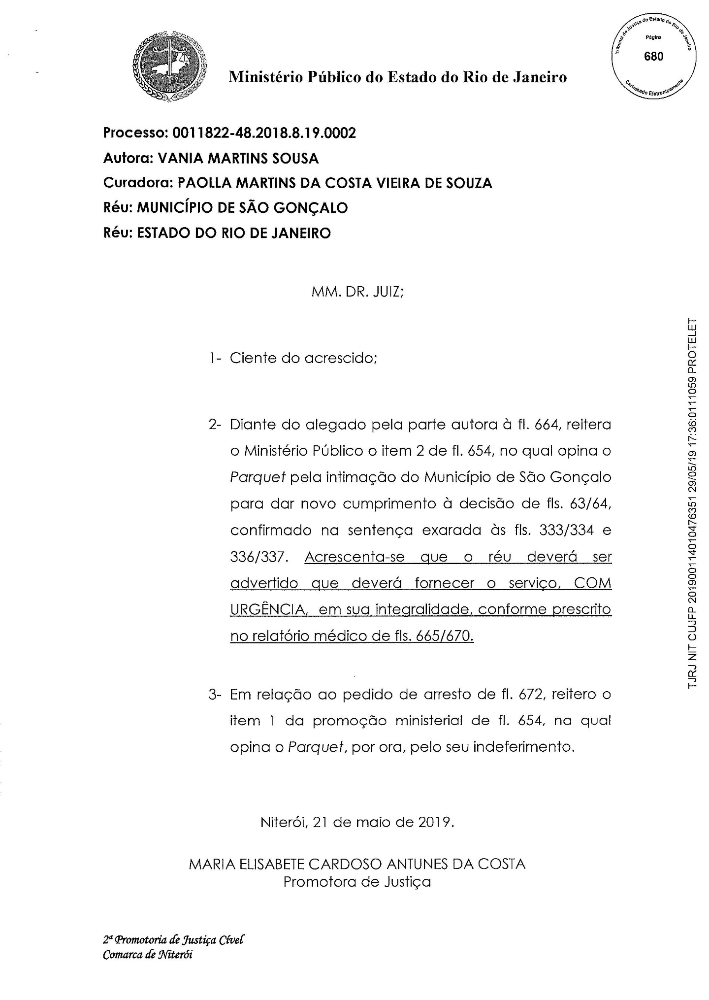 Tribunal de Justiça do Estado do Rio de Janeiro
Página
680
Carimbado Eletronicamente
Ministério Público do Estado do Rio de Janeiro
Processo: 0011822-48.2018.8.19.0002
Autora: VANIA MARTINS SOUSA
Curadora: PAOLLA MARTINS DA COSTA VIEIRA DE SOUZA
Réu: MUNICÍPIO DE SÃO GONÇALO
Réu: ESTADO DO RIO DE JANEIRO
MM. DR. JUIZ;
1- Ciente do acrescido;
2- Diante do alegado pela parte autora à fl. 664, reitera
o Ministério Público o item 2 de fl. 654, no qual opina o
Parquet pela intimação do Município de São Gonçalo
para dar novo cumprimento à decisão de fls. 63/64,
confirmado na sentença exarada às fls. 333/334 e
336/337. Acrescenta-se que o réu deverá ser
advertido que deverá fornecer o serviço, COM
URGÊNCIA, em sua integralidade, conforme prescrito
no relatório médico de fls. 665/670.
3- Em relação ao pedido de arresto de fl. 672, reitero o
item 1 da promoção ministerial de fl. 654, na qual
opina o Parquet, por ora, pelo seu indeferimento.
Niterói, 21 de maio de 2019.
MARIA ELISABETE CARDOSO ANTUNES DA COSTA
Promotora de Justiça
2ª Promotoria de Justiça Cível
Comarca de Niterói
TJRJ NIT CUJFP 201900114010476351 29/05/19 17:36:0111059 PROTELET